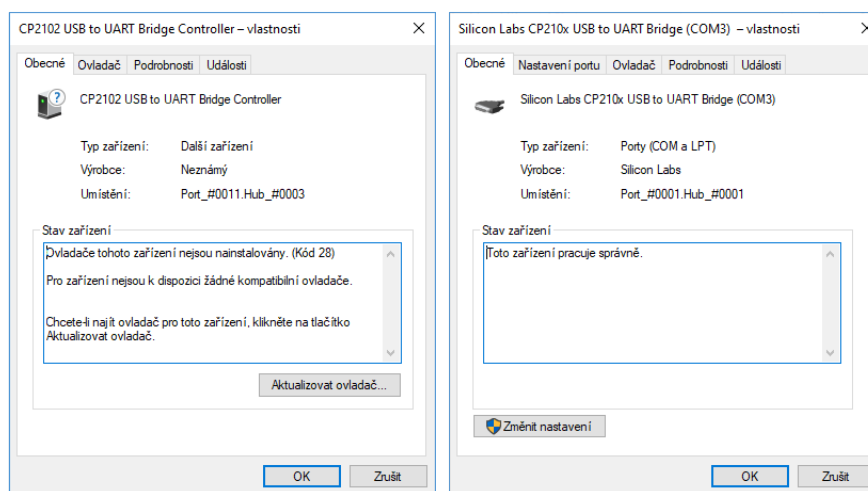 CP2102 USB to UART Bridge Controller – vlastnosti
Obecné Ovladač Podrobnosti Události
CP2102 USB to UART Bridge Controller
Typ zařízení: Další zařízení
Výrobce: Neznámý
Umístění: Port_#0011.Hub_#0003
Stav zařízení
Ovladače tohoto zařízení nejsou nainstalovány. (Kód 28)
Pro zařízení nejsou k dispozici žádné kompatibilní ovladače.
Chcete-li najít ovladač pro toto zařízení, klikněte na tlačítko
Aktualizovat ovladač.
Aktualizovat ovladač...
OK Zrušit
Silicon Labs CP210x USB to UART Bridge (COM3) – vlastnosti
Obecné Nastavení portu Ovladač Podrobnosti Události
Silicon Labs CP210x USB to UART Bridge (COM3)
Typ zařízení: Porty (COM a LPT)
Výrobce: Silicon Labs
Umístění: Port_#0001.Hub_#0001
Stav zařízení
Toto zařízení pracuje správně.
Změnit nastavení
OK Zrušit